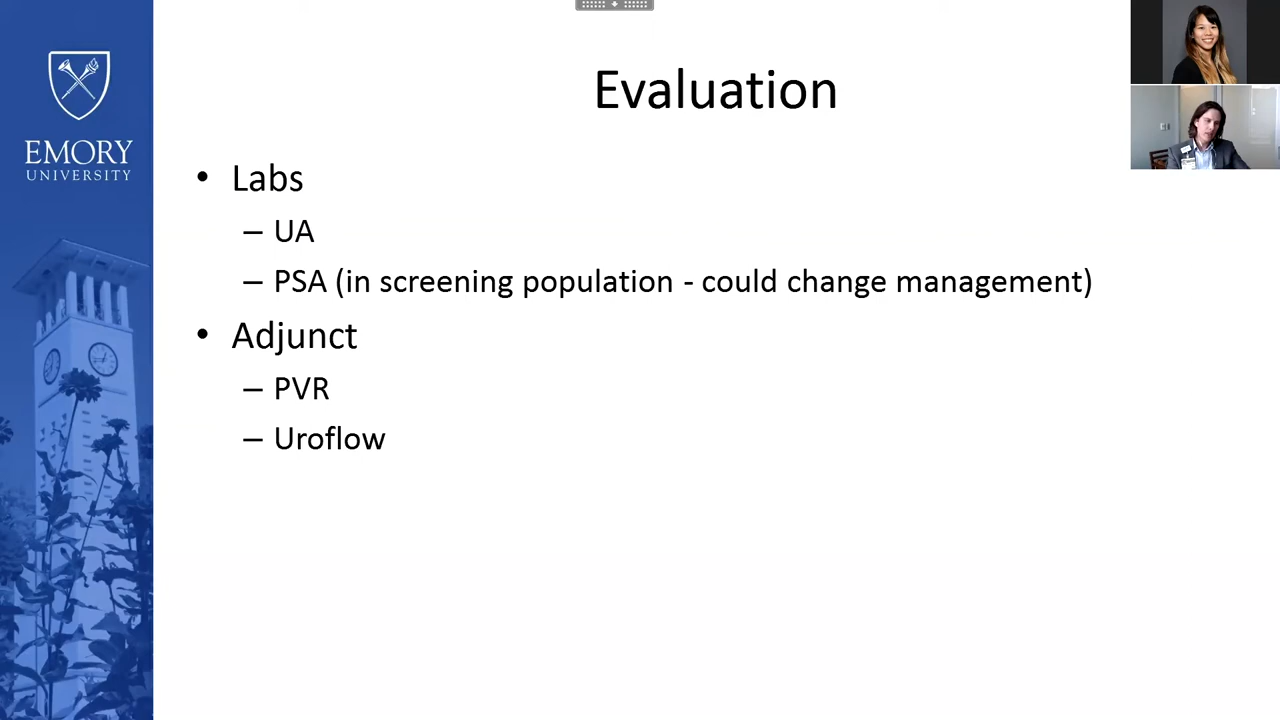 EMORY
UNIVERSITY
Evaluation
• Labs
– UA
– PSA (in screening population - could change management)
• Adjunct
– PVR
– Uroflow